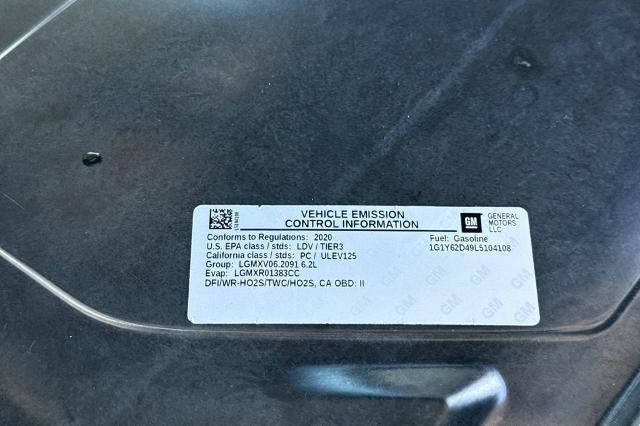 VEHICLE EMISSION
CONTROL INFORMATION
GM
GENERAL
MOTORS
LLC
Conforms to Regulations: 2020
U.S. EPA class / stds: LDV / TIER3
California class / stds: PC / ULEV125
Group: LGMXV06.2091 6.2L
Evap: LGMXR01383CC
DFI/WR-HO2S/TWC/HO2S, CA OBD: II
Fuel: Gasoline
1G1Y62D49L5104108